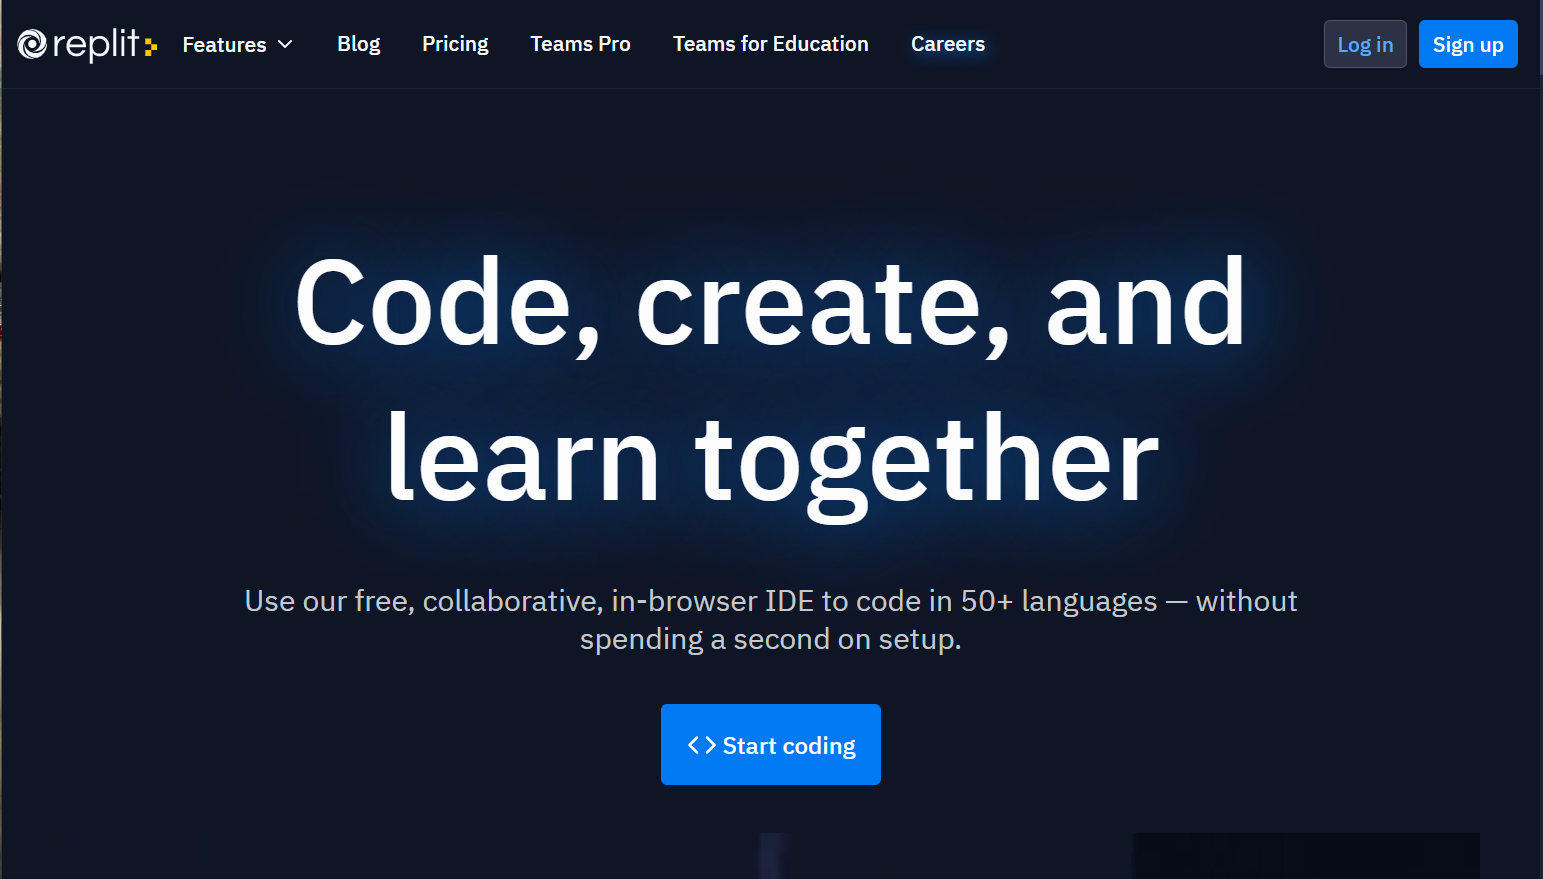 replit Features Blog Pricing Teams Pro Teams for Education Careers Log in Sign up
Code, create, and
learn together
Use our free, collaborative, in-browser IDE to code in 50+ languages — without
spending a second on setup.
<> Start coding